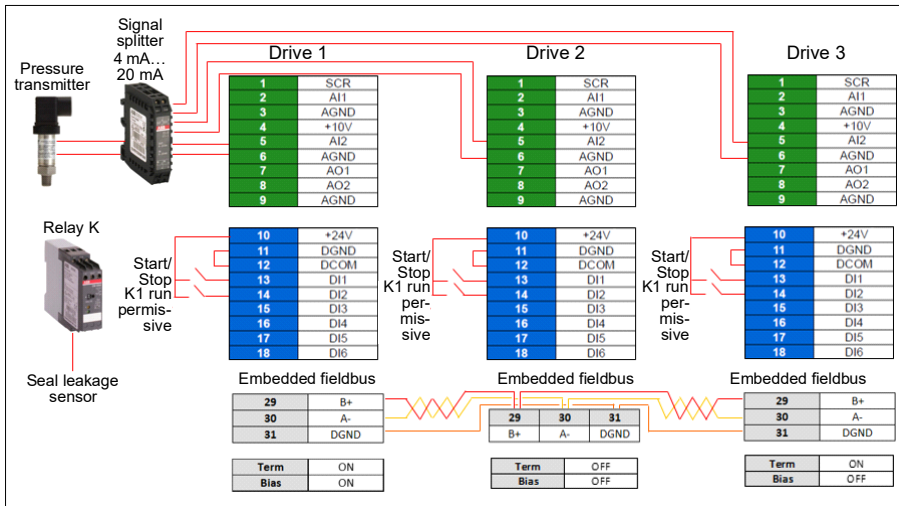 Signal
splitter
4 mA…
20 mA
Pressure
transmitter
Drive 1
1 SCR
2 AI1
3 AGND
4 +10V
5 AI2
6 AGND
7 AO1
8 AO2
9 AGND
Drive 2
1 SCR
2 AI1
3 AGND
4 +10V
5 AI2
6 AGND
7 AO1
8 AO2
9 AGND
Drive 3
1 SCR
2 AI1
3 AGND
4 +10V
5 AI2
6 AGND
7 AO1
8 AO2
9 AGND
Relay K
Seal leakage
sensor
Start/
Stop
K1 run
permis-
sive
10 +24V
11 DGND
12 DCOM
13 DI1
14 DI2
15 DI3
16 DI4
17 DI5
18 DI6
Start/
Stop
K1 run
per-
mis-
sive
10 +24V
11 DGND
12 DCOM
13 DI1
14 DI2
15 DI3
16 DI4
17 DI5
18 DI6
Start/
Stop
K1 run
per-
mis-
sive
10 +24V
11 DGND
12 DCOM
13 DI1
14 DI2
15 DI3
16 DI4
17 DI5
18 DI6
Embedded fieldbus
29 B+
30 A-
31 DGND
Term ON
Bias ON
Embedded fieldbus
29 30 31
B+ A- DGND
Term OFF
Bias OFF
Embedded fieldbus
29 B+
30 A-
31 DGND
Term ON
Bias OFF